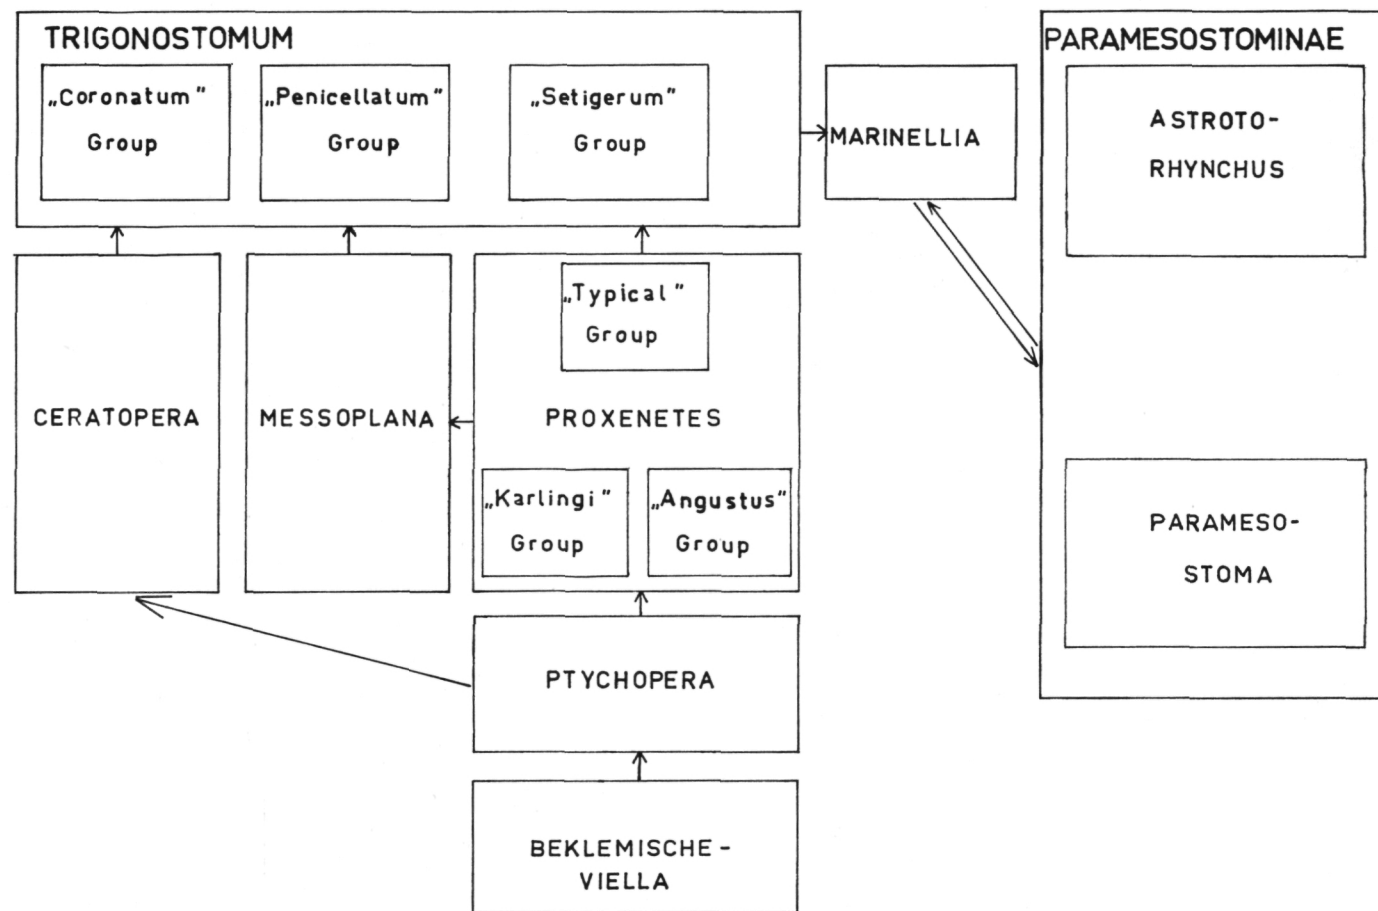 TRIGONOSTOMUM
„Coronatum”
Group
„Penicellatum”
Group
„Setigerum”
Group
MARINELLIA
PARAMESOSTOMINAE
ASTROTO-
RHYNCHUS
CERATOPERA
MESSOPLANA
„Typical”
Group
PROXENETES
„Karlingi”
Group
„Angustus”
Group
PARAMESO-
STOMA
PTYCHOPERA
BEKLEMISCHE-
VIELLA